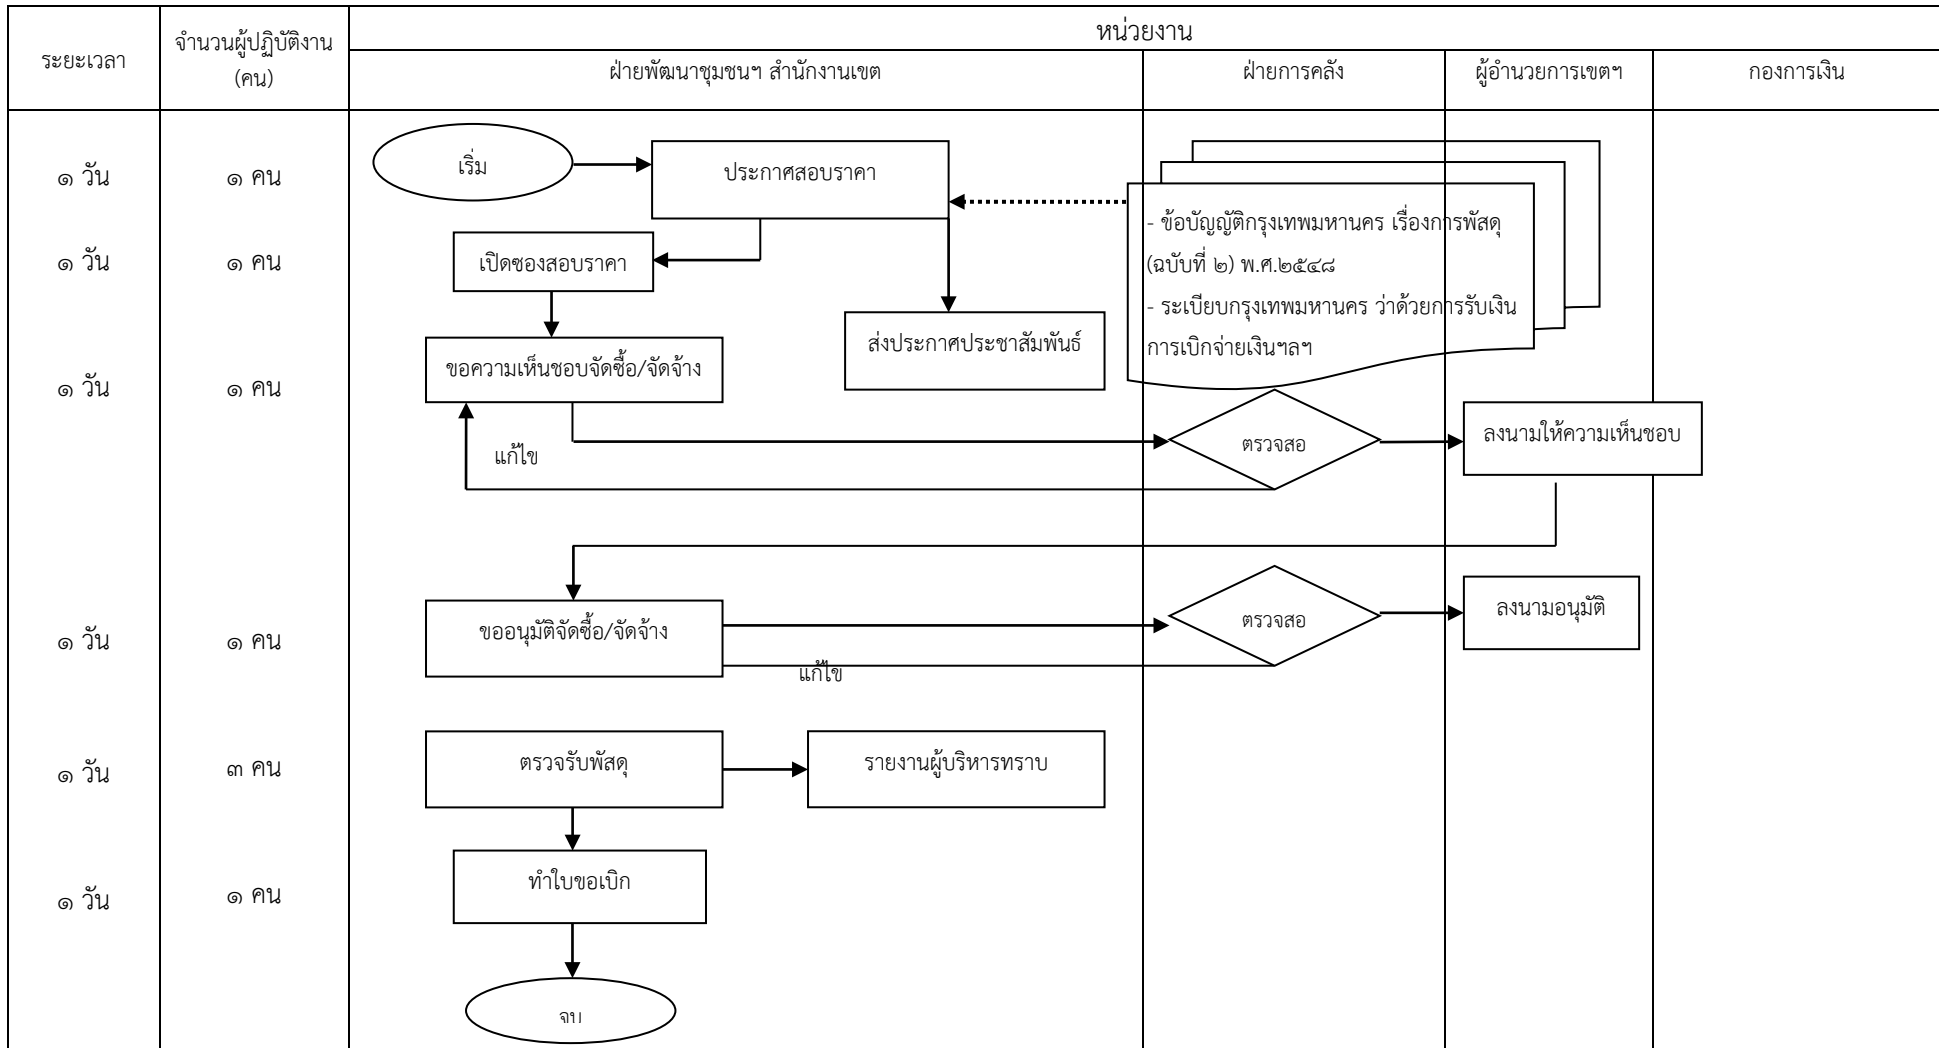 หน่วยงาน
ระยะเวลา
จำนวนผู้ปฏิบัติงาน
(คน)
ฝ่ายพัฒนาชุมชนฯ สำนักงานเขต
ฝ่ายการคลัง
ผู้อำนวยการเขตฯ
กองการเงิน
๑ วัน
๑ คน
เริ่ม
ประกาศสอบราคา
- ข้อบัญญัติกรุงเทพมหานคร เรื่องการพัสดุ
(ฉบับที่ ๒) พ.ศ.๒๕๔๘
- ระเบียบกรุงเทพมหานคร ว่าด้วยการรับเงิน
การเบิกจ่ายเงินฯลฯ
๑ วัน
๑ คน
เปิดซองสอบราคา
ส่งประกาศประชาสัมพันธ์
๑ วัน
๑ คน
ขอความเห็นชอบจัดซื้อ/จัดจ้าง
ตรวจสอ
ลงนามให้ความเห็นชอบ
แก้ไข
๑ วัน
๑ คน
ขออนุมัติจัดซื้อ/จัดจ้าง
ตรวจสอ
ลงนามอนุมัติ
แก้ไข
๑ วัน
๓ คน
ตรวจรับพัสดุ
รายงานผู้บริหารทราบ
๑ วัน
๑ คน
ทำใบขอเบิก
จบ